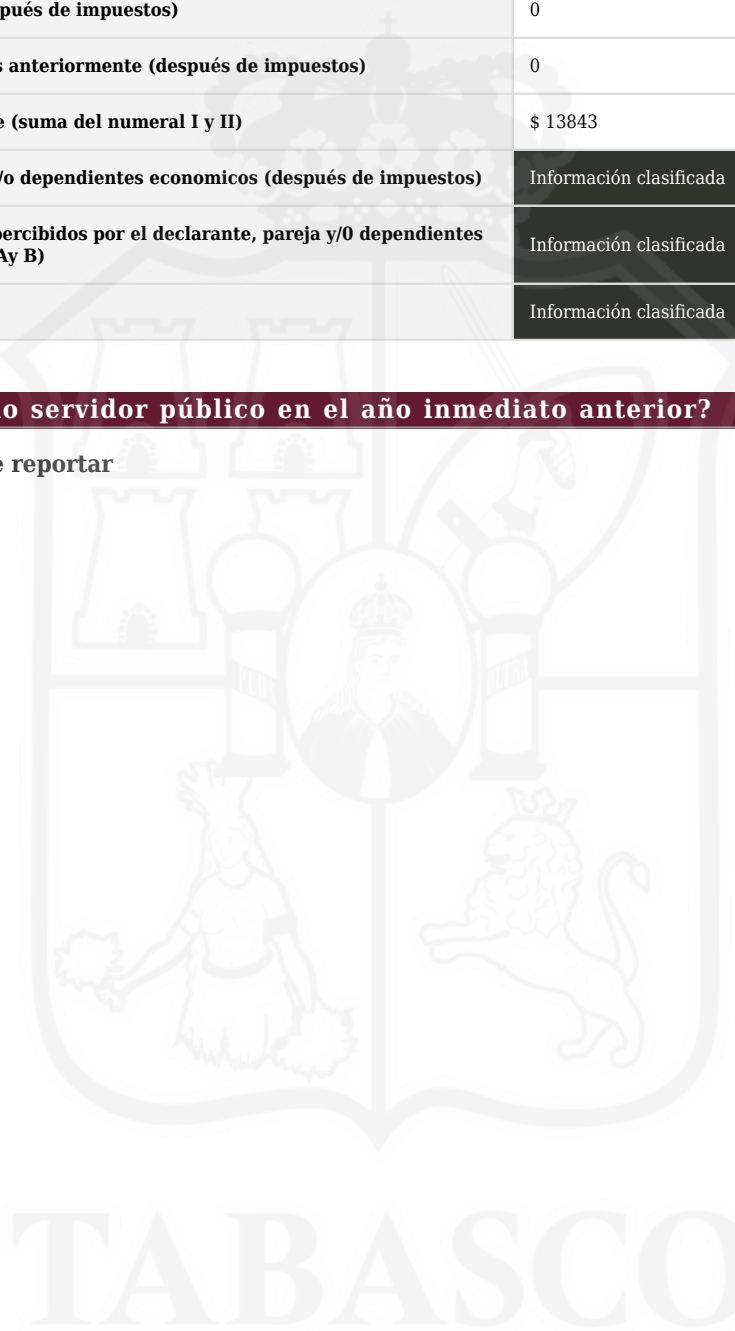 pués de impuestos)
0
s anteriormente (después de impuestos)
0
e (suma del numeral I y II)
$ 13843
/o dependientes economicos (después de impuestos)
Información clasificada
percibidos por el declarante, pareja y/0 dependientes
Ay B)
Información clasificada
Información clasificada
o servidor público en el año inmediato anterior?
e reportar
PLUS
ULTRA
TABASCO